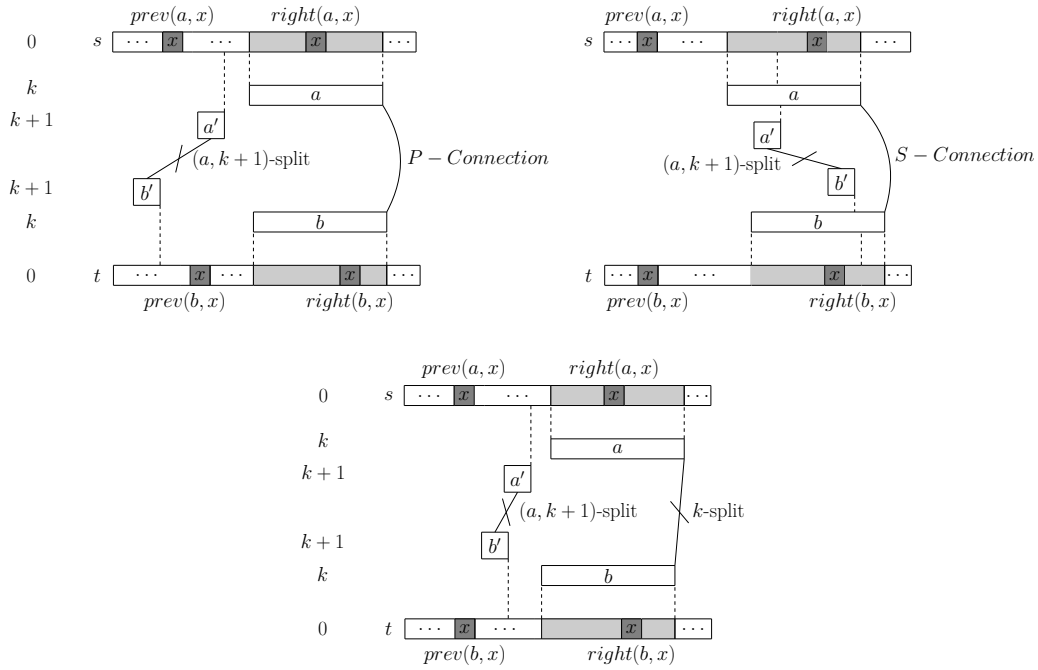 prev(a, x) right(a, x)
0 s ··· x ··· x ···
k a
k + 1 a′
(a, k + 1)-split P − Connection
k + 1 b′
k b
0 t ··· x ··· x ···
prev(b, x) right(b, x)
prev(a, x) right(a, x)
s ··· x ··· x ···
a
a′
(a, k + 1)-split S − Connection
b′
b
t ··· x ··· x ···
prev(b, x) right(b, x)
prev(a, x) right(a, x)
0 s ··· x ··· x ···
k a
k + 1 a′
(a, k + 1)-split k-split
k + 1 b′
k b
0 t ··· x ··· x ···
prev(b, x) right(b, x)